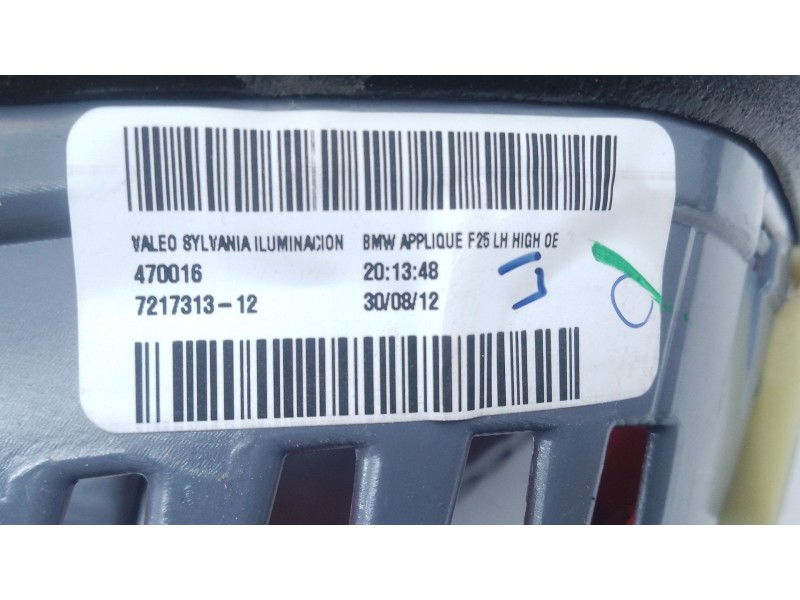 VALEO SYLVANIA ILUMINACION BMW APPLIQUE F25 LH HIGH OE
470016 20:13:48
7217313-12 30/08/12